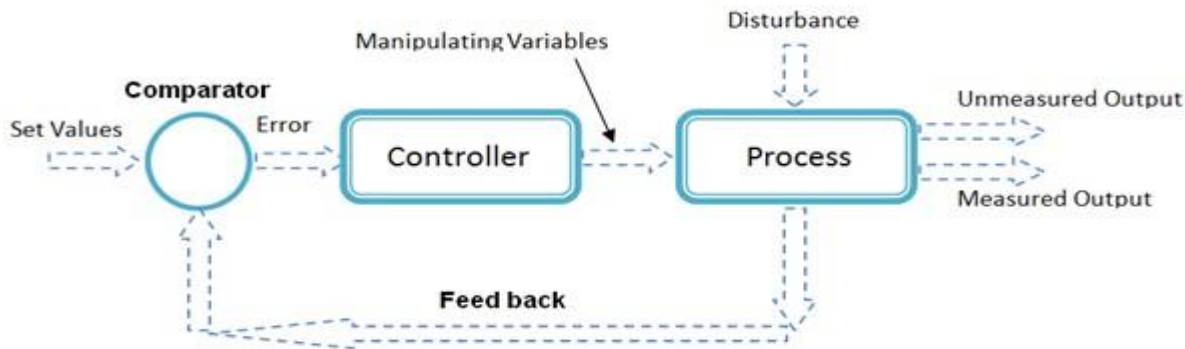 Disturbance
Manipulating Variables
Comparator
Unmeasured Output
Set Values
Error
Controller
Process
Measured Output
Feed back